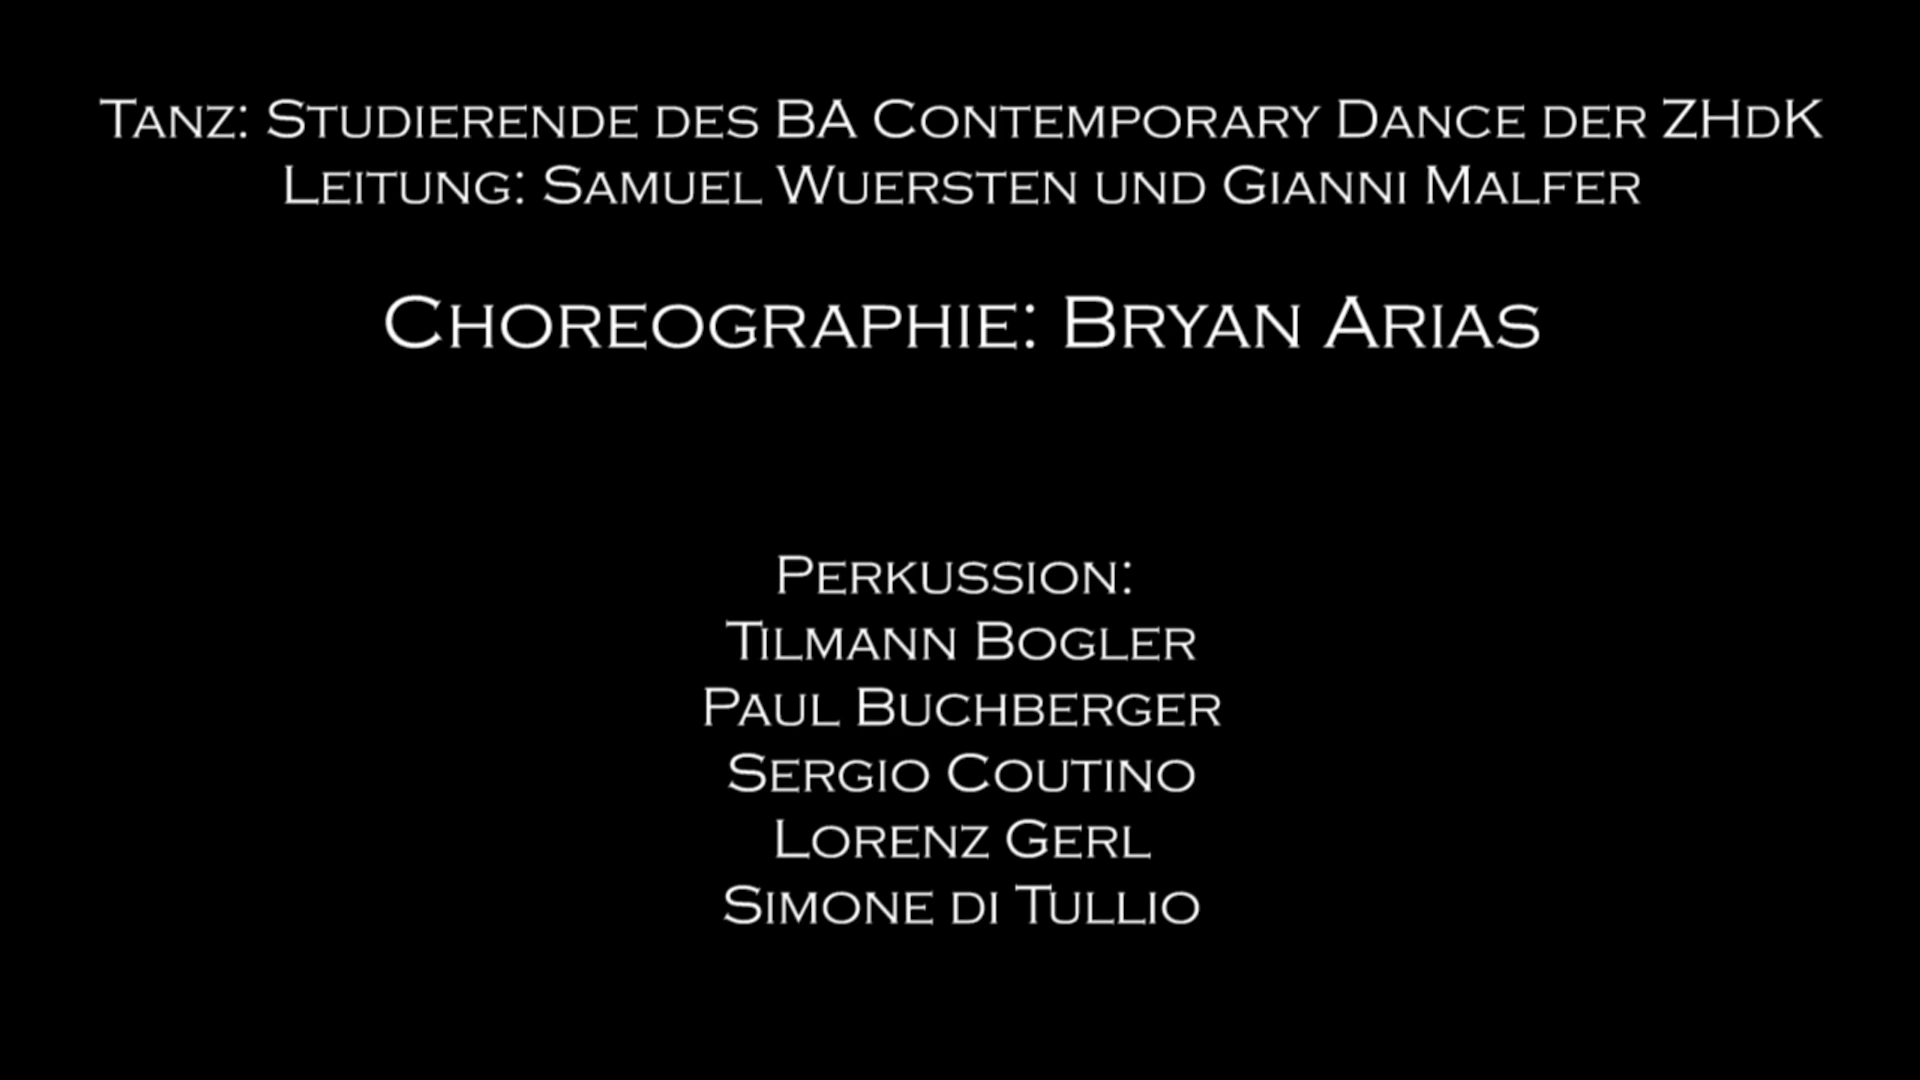 Tanz: Studierende des BA Contemporary Dance der ZHdK
Leitung: Samuel Wuersten und Gianni Malfer
Choreographie: Bryan Arias
Perkussion:
Tilmann Bogler
Paul Buchberger
Sergio Coutino
Lorenz Gerl
Simone di Tullio